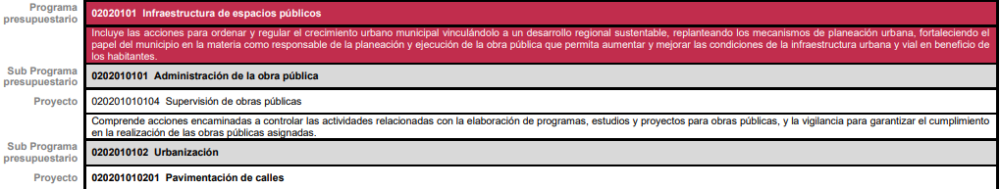 Programa
presupuestario
02020101 Infraestructura de espacios públicos
Incluye las acciones para ordenar y regular el crecimiento urbano municipal vinculándolo a un desarrollo regional sustentable, replanteando los mecanismos de planeación urbana, fortaleciendo el
papel del municipio en la materia como responsable de la planeación y ejecución de la obra pública que permita aumentar y mejorar las condiciones de la infraestructura urbana y vial en beneficio de
los habitantes.
Sub Programa
presupuestario
0202010101 Administración de la obra pública
Proyecto
020201010104 Supervisión de obras públicas
Comprende acciones encaminadas a controlar las actividades relacionadas con la elaboración de programas, estudios y proyectos para obras públicas, y la vigilancia para garantizar el cumplimiento
en la realización de las obras públicas asignadas.
Sub Programa
presupuestario
0202010102 Urbanización
Proyecto
020201010201 Pavimentación de calles